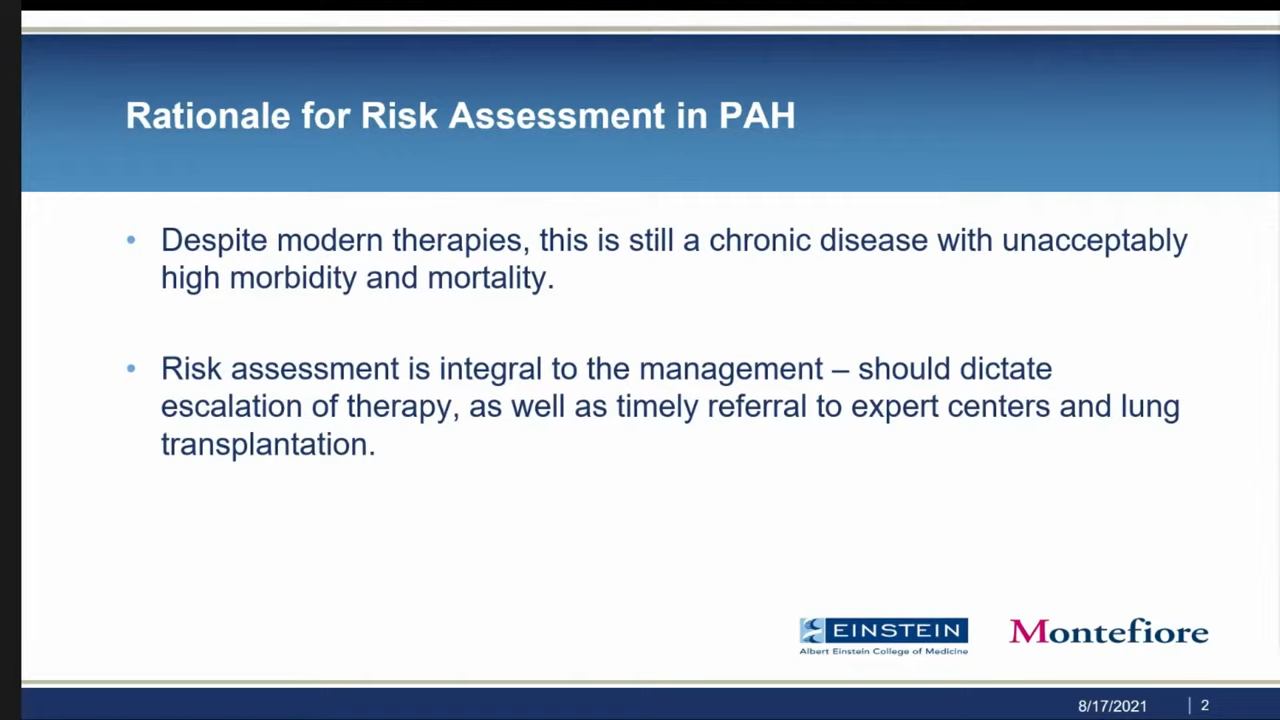 Rationale for Risk Assessment in PAH
• Despite modern therapies, this is still a chronic disease with unacceptably
high morbidity and mortality.
• Risk assessment is integral to the management – should dictate
escalation of therapy, as well as timely referral to expert centers and lung
transplantation.
EINSTEIN
Albert Einstein College of Medicine
Montefiore
8/17/2021 | 2